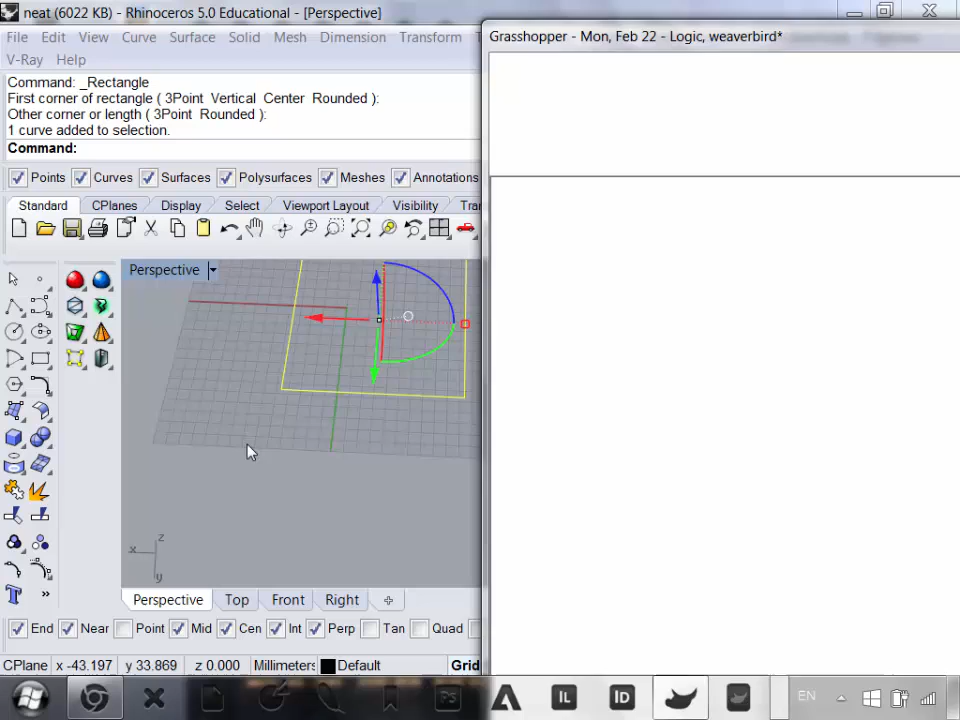 neat (6022 KB) - Rhinoceros 5.0 Educational - [Perspective]
Grasshopper - Mon, Feb 22 - Logic, weaverbird*
File Edit View Curve Surface Solid Mesh Dimension Transform
V-Ray Help
Command: _Rectangle
First corner of rectangle ( 3Point Vertical Center Rounded ):
Other corner or length ( 3Point Rounded ):
1 curve added to selection.
Command:
Points Curves Surfaces Polysurfaces Meshes Annotations
Standard CPlanes Display Select Viewport Layout Visibility Tra
Perspective
z
x
y
Perspective Top Front Right
End Near Point Mid Cen Int Perp Tan Quad
CPlane x -43.197 y 33.869 z 0.000 Millimeters Default Grid
PS IL ID EN